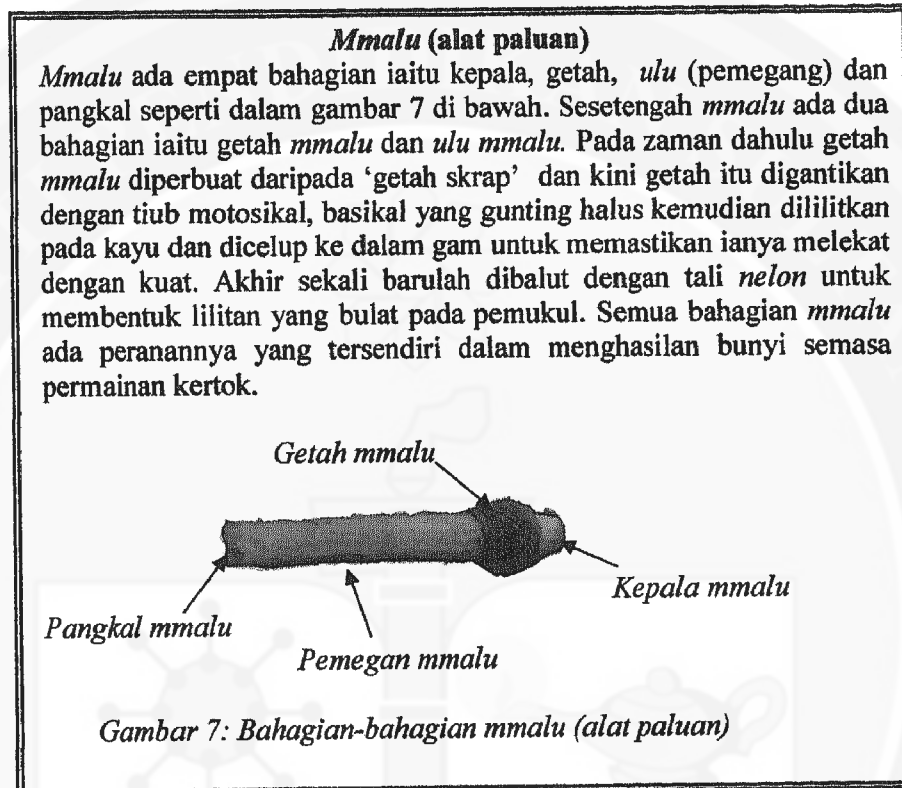 Mmalu (alat paluan)
Mmalu ada empat bahagian iaitu kepala, getah, ulu (pemegang) dan
pangkal seperti dalam gambar 7 di bawah. Sesetengah mmalu ada dua
bahagian iaitu getah mmalu dan ulu mmalu. Pada zaman dahulu getah
mmalu diperbuat daripada ‘getah skrap’ dan kini getah itu digantikan
dengan tiub motosikal, basikal yang gunting halus kemudian dililitkan
pada kayu dan dicelup ke dalam gam untuk memastikan ianya melekat
dengan kuat. Akhir sekali barulah dibalut dengan tali nelon untuk
membentuk lilitan yang bulat pada pemukul. Semua bahagian mmalu
ada peranannya yang tersendiri dalam menghasilan bunyi semasa
permainan kertok.
Getah mmalu
Kepala mmalu
Pangkal mmalu
Pemegan mmalu
Gambar 7: Bahagian-bahagian mmalu (alat paluan)